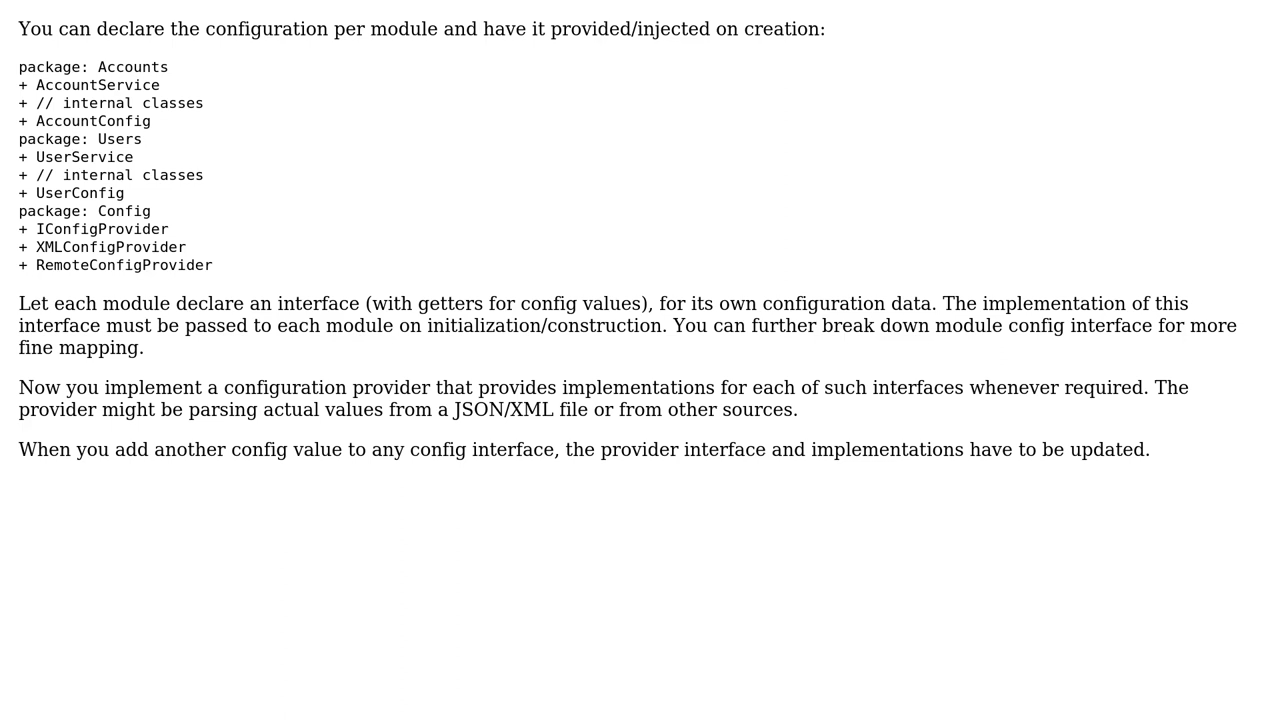 You can declare the configuration per module and have it provided/injected on creation:
package: Accounts
+ AccountService
+ // internal classes
+ AccountConfig
package: Users
+ UserService
+ // internal classes
+ UserConfig
package: Config
+ IConfigProvider
+ XMLConfigProvider
+ RemoteConfigProvider
Let each module declare an interface (with getters for config values), for its own configuration data. The implementation of this
interface must be passed to each module on initialization/construction. You can further break down module config interface for more
fine mapping.
Now you implement a configuration provider that provides implementations for each of such interfaces whenever required. The
provider might be parsing actual values from a JSON/XML file or from other sources.
When you add another config value to any config interface, the provider interface and implementations have to be updated.